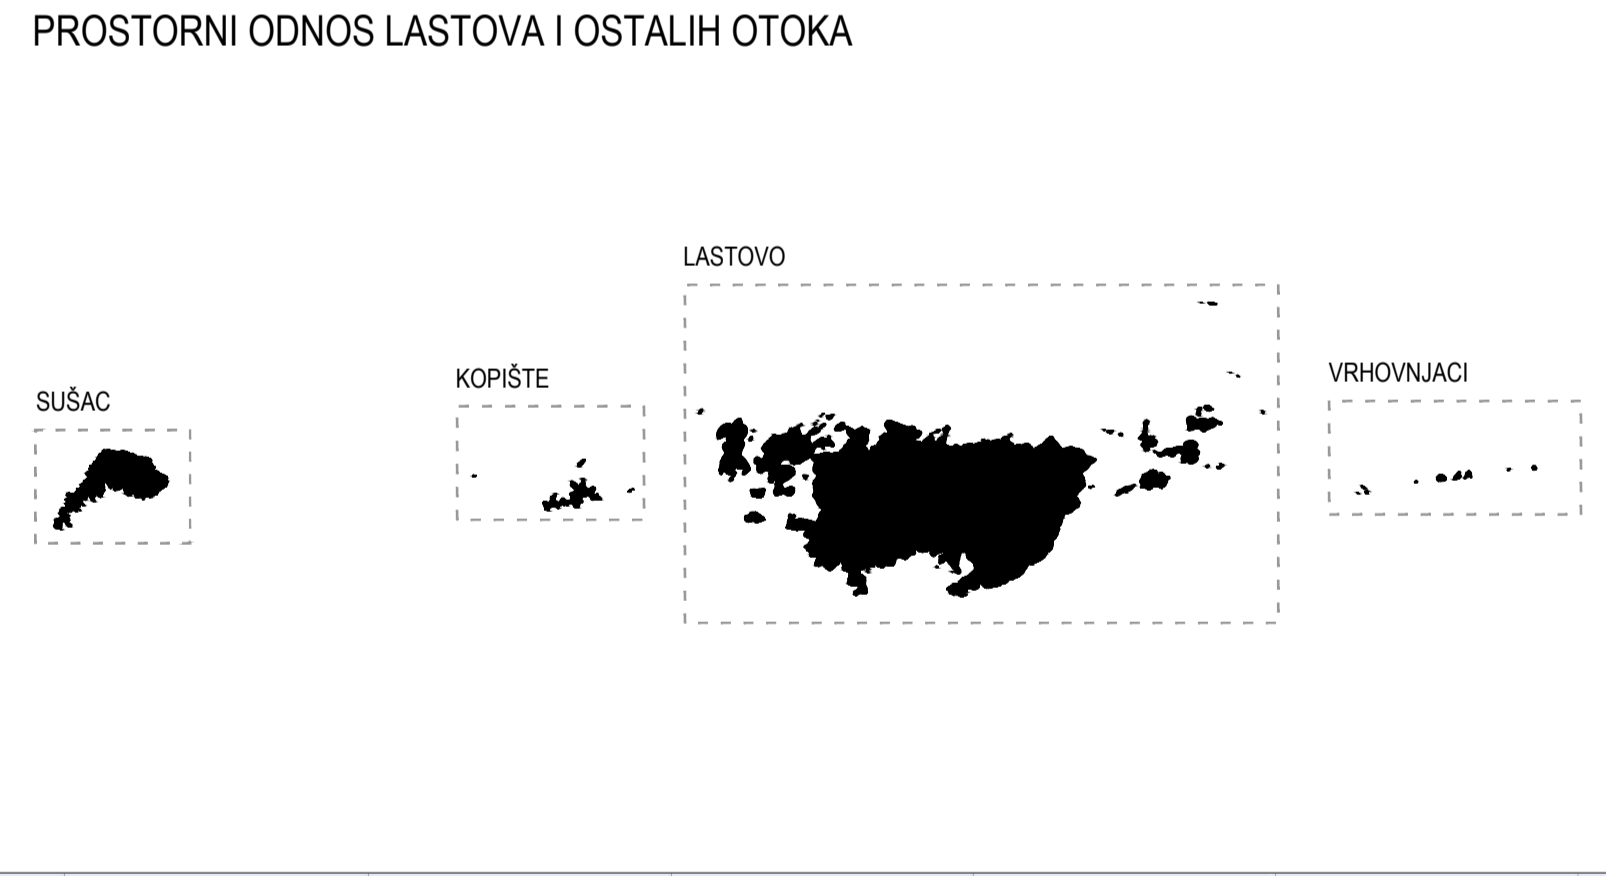 PROSTORNI ODNOS LASTOVA I OSTALIH OTOKA
LASTOVO
VRHOVNJACI
KOPIŠTE
SUŠAC